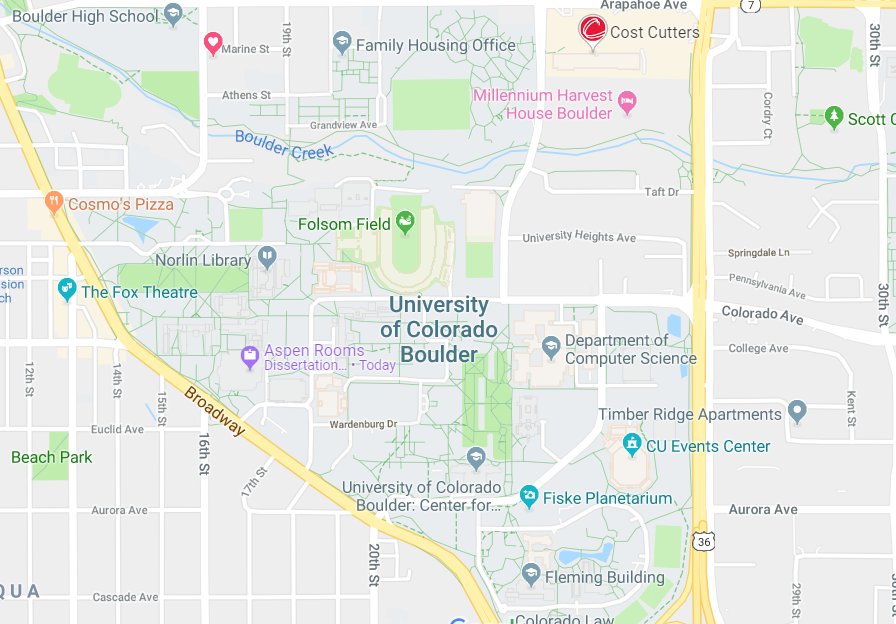 Boulder High School
Arapahoe Ave
7
19th St
30th St
Marine St
Family Housing Office
Cost Cutters
Athens St
Millennium Harvest
House Boulder
Cordry Ct
Scott
Grandview Ave
Boulder Creek
Taft Dr
Cosmo's Pizza
Folsom Field
University Heights Ave
Norlin Library
Springdale Ln
Pennsylvania Ave
The Fox Theatre
30th St
University
of Colorado
Boulder
Colorado Ave
Department of
Computer Science
College Ave
Aspen Rooms
Dissertation... • Today
12th St
14th St
15th St
Broadway
Kent St
Timber Ridge Apartments
Wardenburg Dr
Euclid Ave
16th St
CU Events Center
Beach Park
17th St
University of Colorado
Boulder: Center for...
Fiske Planetarium
Aurora Ave
Aurora Ave
36
20th St
Fleming Building
29th St
QUA
Cascade Ave
Colorado Law